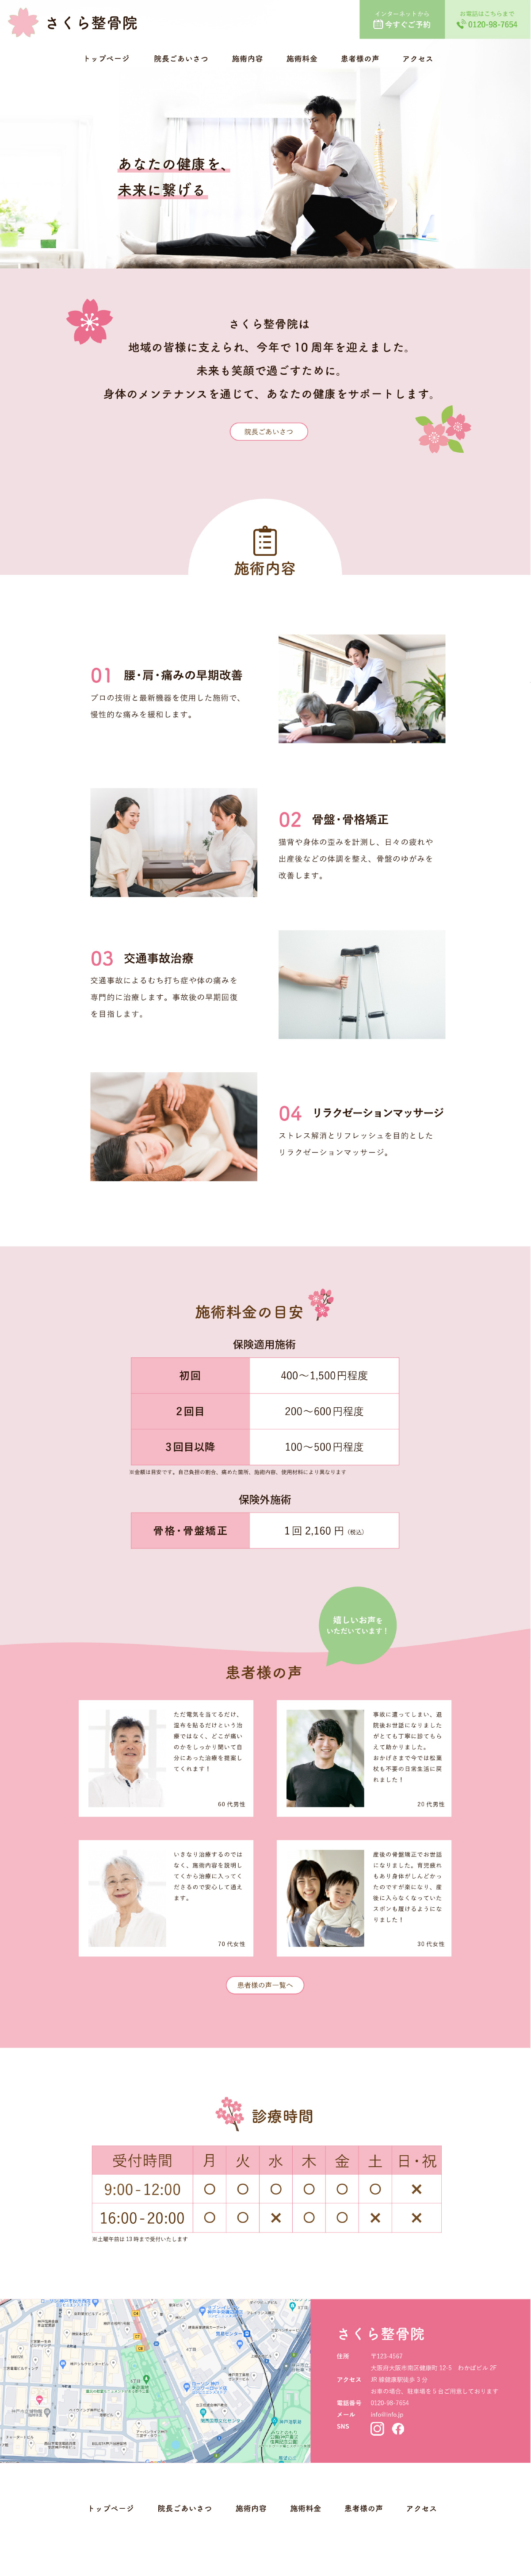 さくら整骨院
インターネットから
今すぐご予約
お電話はこちらまで
0120-98-7654
トップページ 院長ごあいさつ 施術内容 施術料金 患者様の声 アクセス
あなたの健康を、
未来に繋げる
さくら整骨院は
地域の皆様に支えられ、今年で10周年を迎えました。
未来も笑顔で過ごすために。
身体のメンテナンスを通じて、あなたの健康をサポートします。
院長ごあいさつ
施術内容
01 腰・肩・痛みの早期改善
プロの技術と最新機器を使用した施術で、
慢性的な痛みを緩和します。
02 骨盤・骨格矯正
猫背や身体の歪みを計測し、日々の疲れや
出産後などの体調を整え、骨盤のゆがみを
改善します。
03 交通事故治療
交通事故によるむち打ち症や体の痛みを
専門的に治療します。事故後の早期回復
を目指します。
04 リラクゼーションマッサージ
ストレス解消とリフレッシュを目的とした
リラクゼーションマッサージ。
施術料金の目安
保険適用施術
初回 400〜1,500円程度
2回目 200〜600円程度
3回目以降 100〜500円程度
※金額は目安です。自己負担の割合、痛めた箇所、施術内容、使用材料により異なります
保険外施術
骨格・骨盤矯正 1回 2,160 円（税込）
嬉しいお声を
いただいています！
患者様の声
ただ電気を当てるだけ、
湿布を貼るだけという治
療ではなく、どこが痛い
のかをしっかり聞いて自
分にあった治療を提案し
てくれます！
60代男性
事故に遭ってしまい、退
院後お世話になりました
がとても丁寧に診てもら
えて助かりました。
おかげさまで今では松葉
杖も不要の日常生活に戻
れました！
20代男性
いきなり治療するのでは
なく、施術内容を説明し
てくから治療に入ってく
ださるので安心して通え
ます。
70代女性
産後の骨盤矯正でお世話
になりました。育児疲れ
もあり身体がしんどかっ
たのですが楽になり、産
後に入らなくなっていた
ズボンも履けるようにな
りました！
30代女性
患者様の声一覧へ
診療時間
受付時間 月 火 水 木 金 土 日・祝
9:00-12:00 ○ ○ ○ ○ ○ ○ ×
16:00-20:00 ○ ○ × ○ ○ × ×
※土曜午前は13時まで受付いたします
さくら整骨院
住所 〒123-4567
大阪府大阪市南区健康町 12-5 わかばビル 2F
アクセス JR 線健康駅徒歩3分
お車の場合、駐車場を5台ご用意しております
電話番号 0120-98-7654
メール info@info.jp
SNS
トップページ 院長ごあいさつ 施術内容 施術料金 患者様の声 アクセス